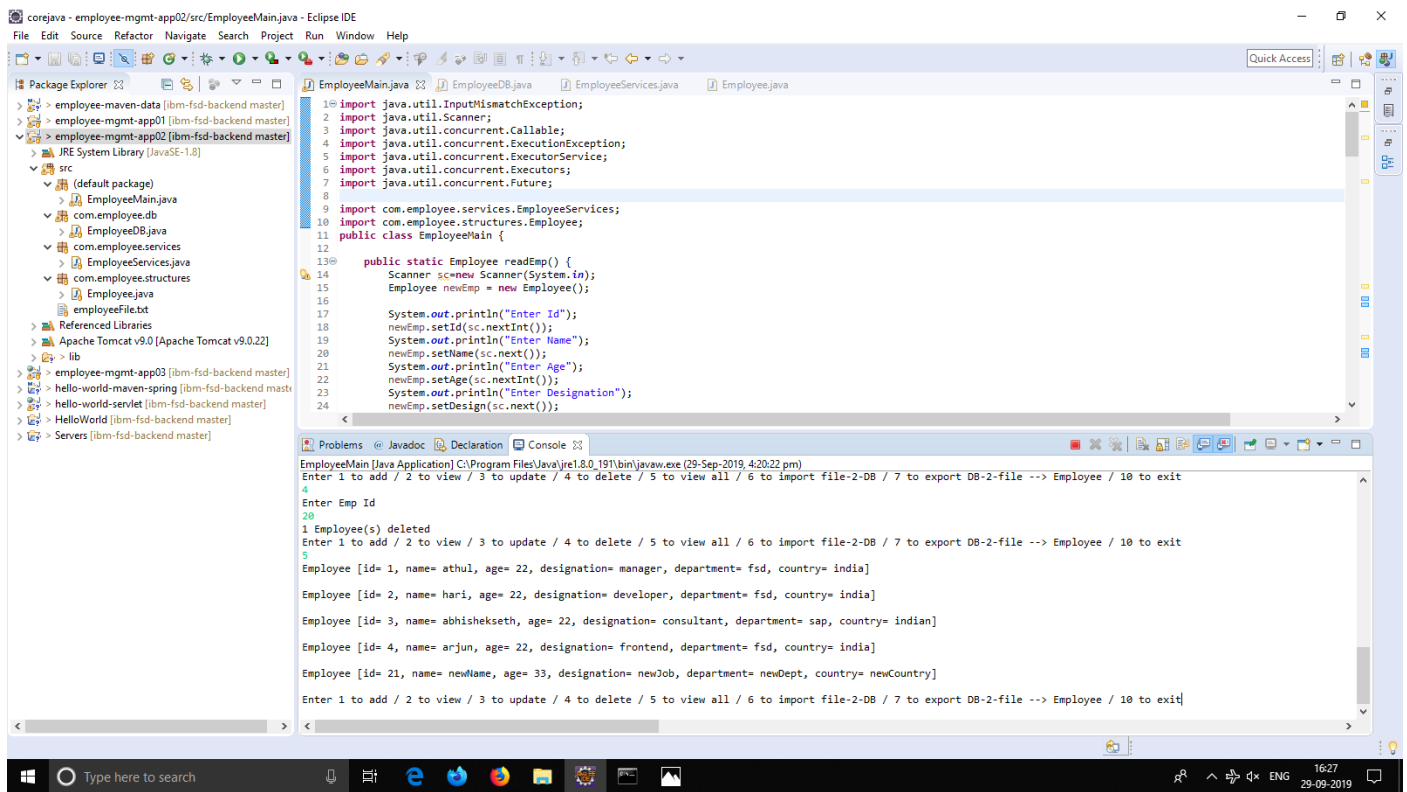 corejava - employee-mgmt-app02/src/EmployeeMain.java - Eclipse IDE
File Edit Source Refactor Navigate Search Project Run Window Help
Quick Access
Package Explorer
> employee-maven-data [ibm-fsd-backend master]
> employee-mgmt-app01 [ibm-fsd-backend master]
> employee-mgmt-app02 [ibm-fsd-backend master]
JRE System Library [JavaSE-1.8]
src
(default package)
EmployeeMain.java
com.employee.db
EmployeeDB.java
com.employee.services
EmployeeServices.java
com.employee.structures
Employee.java
employeeFile.txt
Referenced Libraries
Apache Tomcat v9.0 [Apache Tomcat v9.0.22]
> lib
> employee-mgmt-app03 [ibm-fsd-backend master]
> hello-world-maven-spring [ibm-fsd-backend maste
> hello-world-servlet [ibm-fsd-backend master]
> HelloWorld [ibm-fsd-backend master]
> Servers [ibm-fsd-backend master]
EmployeeMain.java EmployeeDB.java EmployeeServices.java Employee.java
1 import java.util.InputMismatchException;
2 import java.util.Scanner;
3 import java.util.concurrent.Callable;
4 import java.util.concurrent.ExecutionException;
5 import java.util.concurrent.ExecutorService;
6 import java.util.concurrent.Executors;
7 import java.util.concurrent.Future;
8
9 import com.employee.services.EmployeeServices;
10 import com.employee.structures.Employee;
11 public class EmployeeMain {
12
13 public static Employee readEmp() {
14 Scanner sc=new Scanner(System.in);
15 Employee newEmp = new Employee();
16
17 System.out.println("Enter Id");
18 newEmp.setId(sc.nextInt());
19 System.out.println("Enter Name");
20 newEmp.setName(sc.next());
21 System.out.println("Enter Age");
22 newEmp.setAge(sc.nextInt());
23 System.out.println("Enter Designation");
24 newEmp.setDesign(sc.next());
Problems @ Javadoc Declaration Console
EmployeeMain [Java Application] C:\Program Files\Java\jre1.8.0_191\bin\javaw.exe (29-Sep-2019, 4:20:22 pm)
Enter 1 to add / 2 to view / 3 to update / 4 to delete / 5 to view all / 6 to import file-2-DB / 7 to export DB-2-file --> Employee / 10 to exit
4
Enter Emp Id
20
1 Employee(s) deleted
Enter 1 to add / 2 to view / 3 to update / 4 to delete / 5 to view all / 6 to import file-2-DB / 7 to export DB-2-file --> Employee / 10 to exit
5
Employee [id= 1, name= athul, age= 22, designation= manager, department= fsd, country= india]
Employee [id= 2, name= hari, age= 22, designation= developer, department= fsd, country= india]
Employee [id= 3, name= abhishekseth, age= 22, designation= consultant, department= sap, country= indian]
Employee [id= 4, name= arjun, age= 22, designation= frontend, department= fsd, country= india]
Employee [id= 21, name= newName, age= 33, designation= newJob, department= newDept, country= newCountry]
Enter 1 to add / 2 to view / 3 to update / 4 to delete / 5 to view all / 6 to import file-2-DB / 7 to export DB-2-file --> Employee / 10 to exit
Type here to search
ENG
16:27
29-09-2019